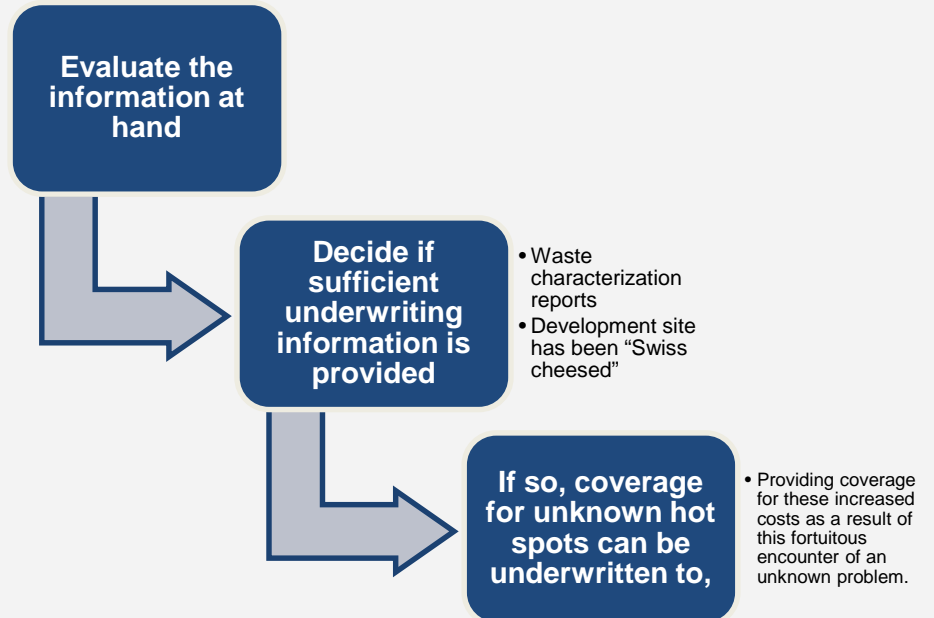 Evaluate the
information at
hand
Decide if
sufficient
underwriting
information is
provided
• Waste
characterization
reports
• Development site
has been “Swiss
cheesed”
If so, coverage
for unknown hot
spots can be
underwritten to,
• Providing coverage
for these increased
costs as a result of
this fortuitous
encounter of an
unknown problem.